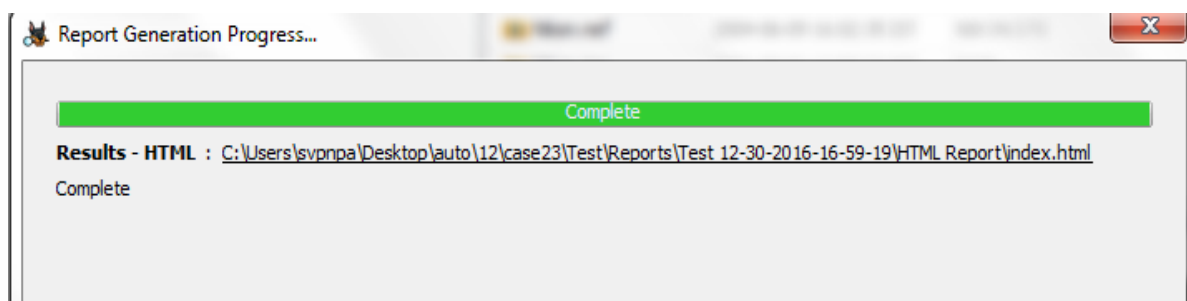 Report Generation Progress...
Complete
Results - HTML : C:\Users\svpnpa\Desktop\auto\12\case23\Test\Reports\Test 12-30-2016-16-59-19\HTML Report\index.html
Complete